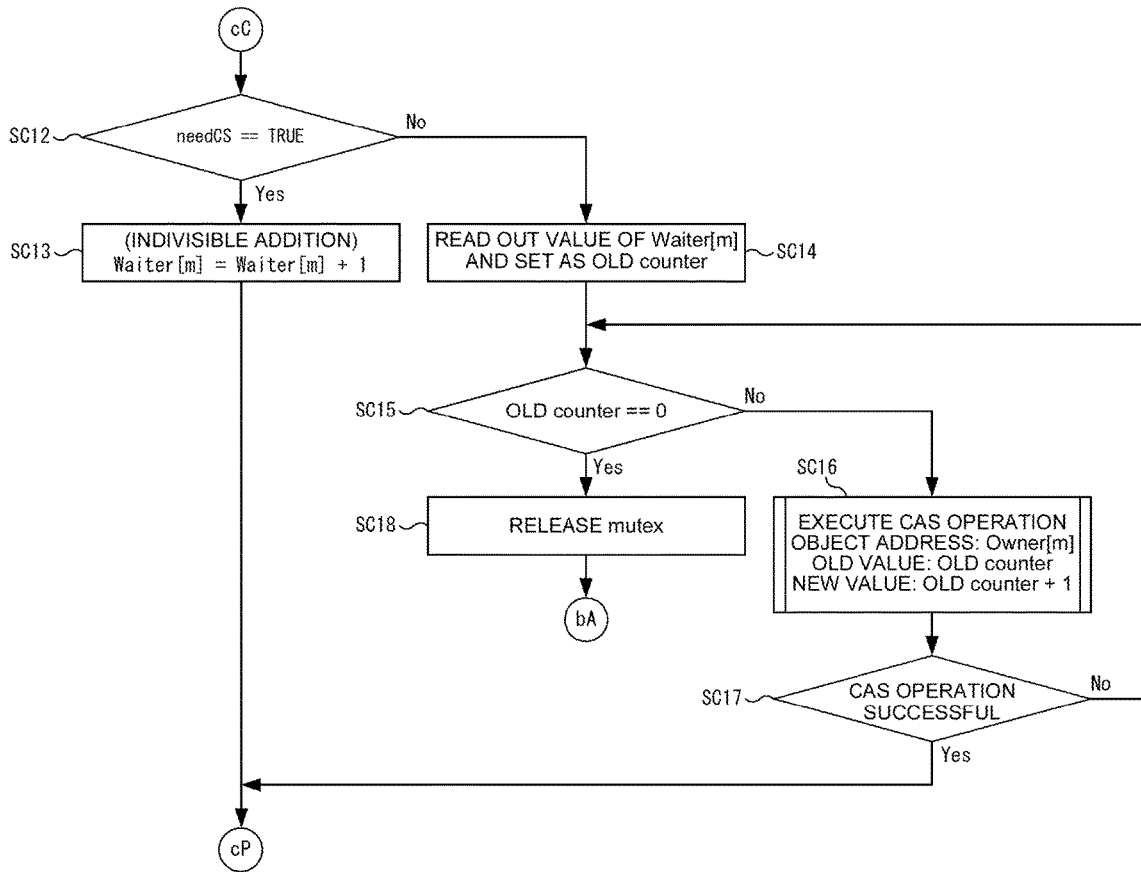 cC
SC12
needCS == TRUE
No
Yes
SC13
(INDIVISIBLE ADDITION)
Waiter[m] = Waiter[m] + 1
READ OUT VALUE OF Waiter[m]
AND SET AS OLD counter
SC14
SC15
OLD counter == 0
No
Yes
SC16
SC18
RELEASE mutex
EXECUTE CAS OPERATION
OBJECT ADDRESS: Owner[m]
OLD VALUE: OLD counter
NEW VALUE: OLD counter + 1
bA
SC17
CAS OPERATION
SUCCESSFUL
No
Yes
cP